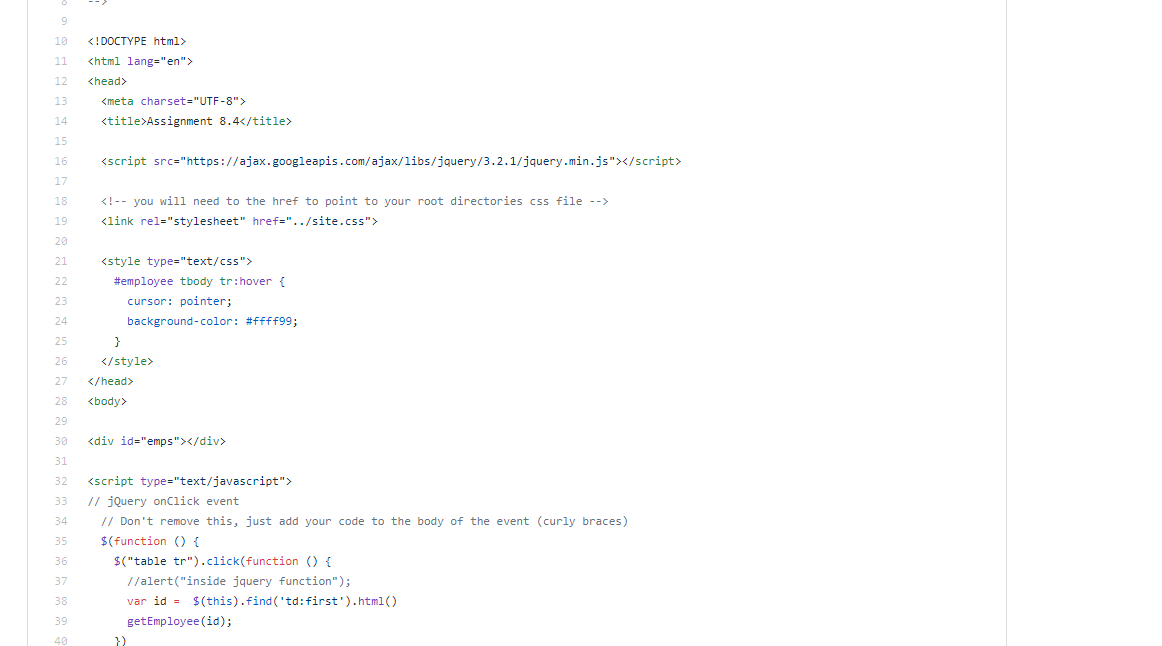 8 -->
9
10 <!DOCTYPE html>
11 <html lang="en">
12 <head>
13 <meta charset="UTF-8">
14 <title>Assignment 8.4</title>
15
16 <script src="https://ajax.googleapis.com/ajax/libs/jquery/3.2.1/jquery.min.js"></script>
17
18 <!-- you will need to the href to point to your root directories css file -->
19 <link rel="stylesheet" href="../site.css">
20
21 <style type="text/css">
22 #employee tbody tr:hover {
23 cursor: pointer;
24 background-color: #ffff99;
25 }
26 </style>
27 </head>
28 <body>
29
30 <div id="emps"></div>
31
32 <script type="text/javascript">
33 // jQuery onClick event
34 // Don't remove this, just add your code to the body of the event (curly braces)
35 $(function () {
36 $("table tr").click(function () {
37 //alert("inside jquery function");
38 var id =  $(this).find('td:first').html()
39 getEmployee(id);
40 })